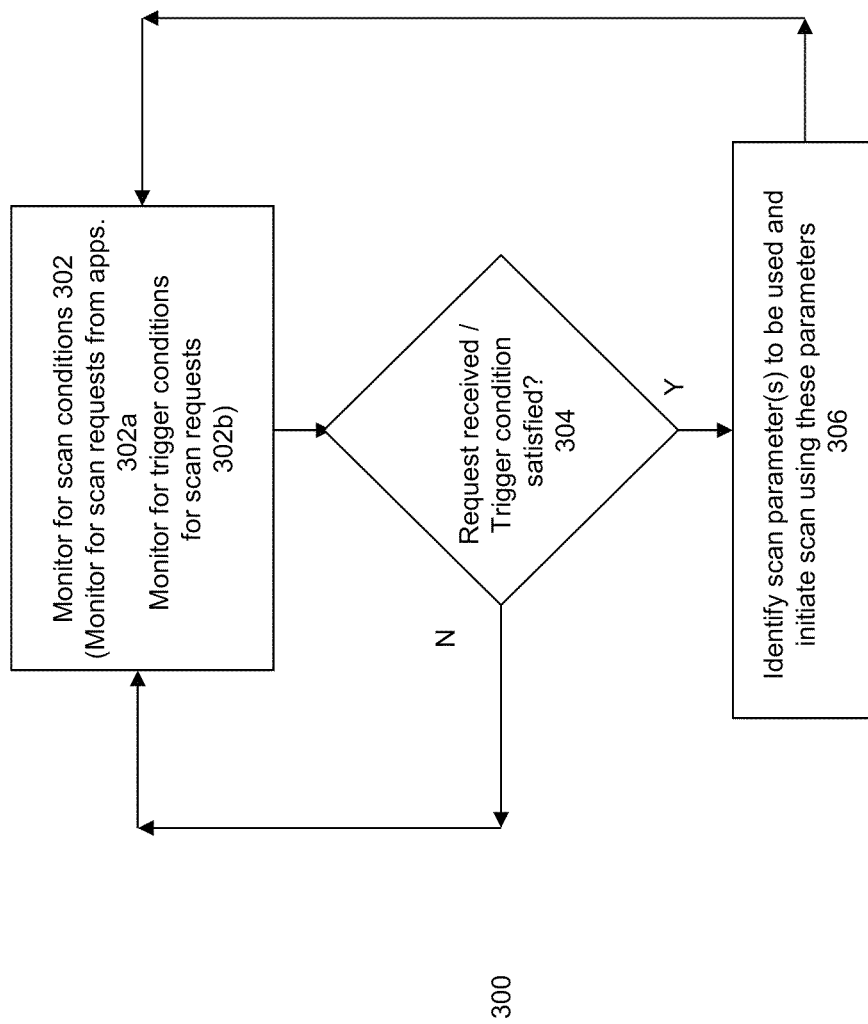 Monitor for scan conditions 302
(Monitor for scan requests from apps.
302a
Monitor for trigger conditions
for scan requests
302b)
Request received /
Trigger condition
satisfied?
304
N
Y
Identify scan parameter(s) to be used and
initiate scan using these parameters
306
300